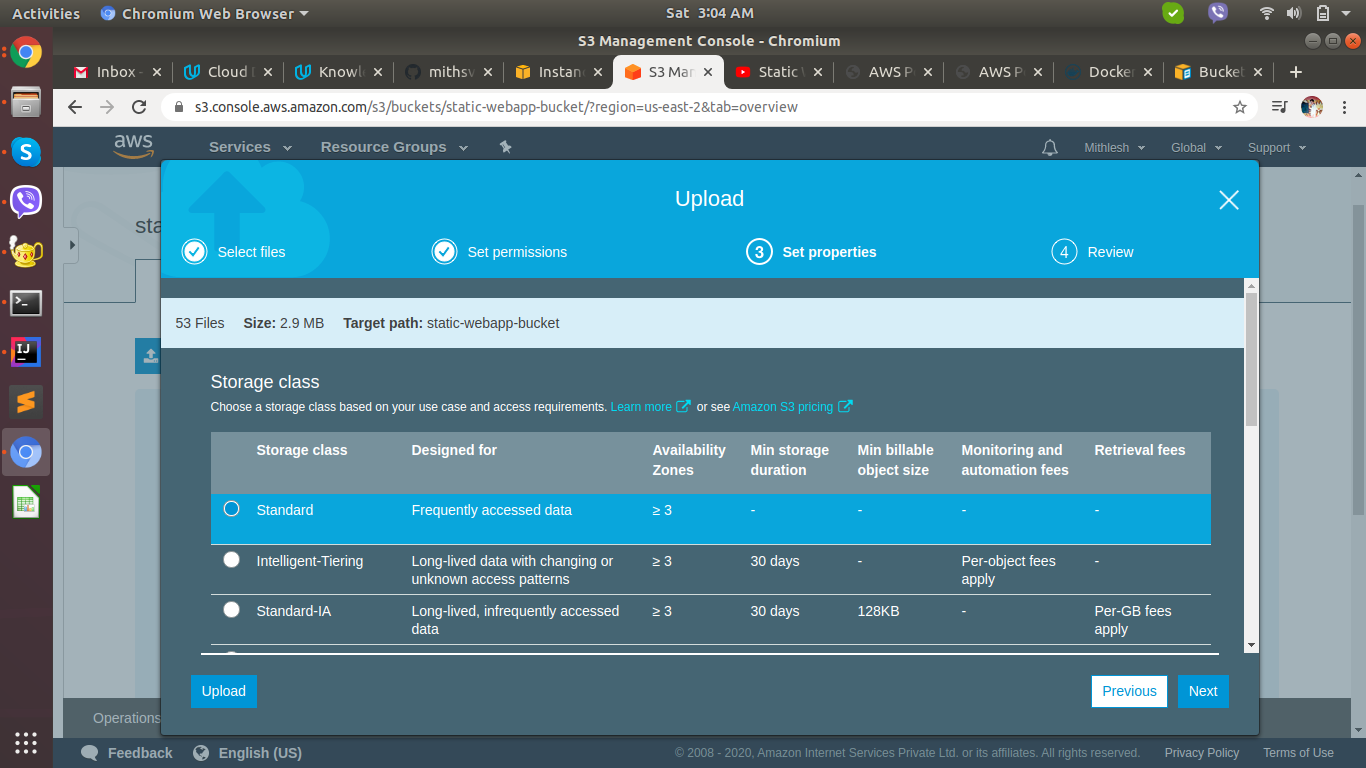 Activities Chromium Web Browser Sat 3:04 AM
S3 Management Console - Chromium
Inbox - Cloud D Knowl mithsv Instan S3 Mar Static AWS P AWS P Docker Bucket
s3.console.aws.amazon.com/s3/buckets/static-webapp-bucket/?region=us-east-2&tab=overview
aws Services Resource Groups Mithlesh Global Support
sta
Upload
Select files Set permissions 3 Set properties 4 Review
53 Files Size: 2.9 MB Target path: static-webapp-bucket
Storage class
Choose a storage class based on your use case and access requirements. Learn more or see Amazon S3 pricing
Storage class Designed for Availability Zones Min storage duration Min billable object size Monitoring and automation fees Retrieval fees
Standard Frequently accessed data ≥ 3 - - - -
Intelligent-Tiering Long-lived data with changing or unknown access patterns ≥ 3 30 days - Per-object fees apply -
Standard-IA Long-lived, infrequently accessed data ≥ 3 30 days 128KB - Per-GB fees apply
Upload Previous Next
Operations
Feedback English (US) © 2008 - 2020, Amazon Internet Services Private Ltd. or its affiliates. All rights reserved. Privacy Policy Terms of Use